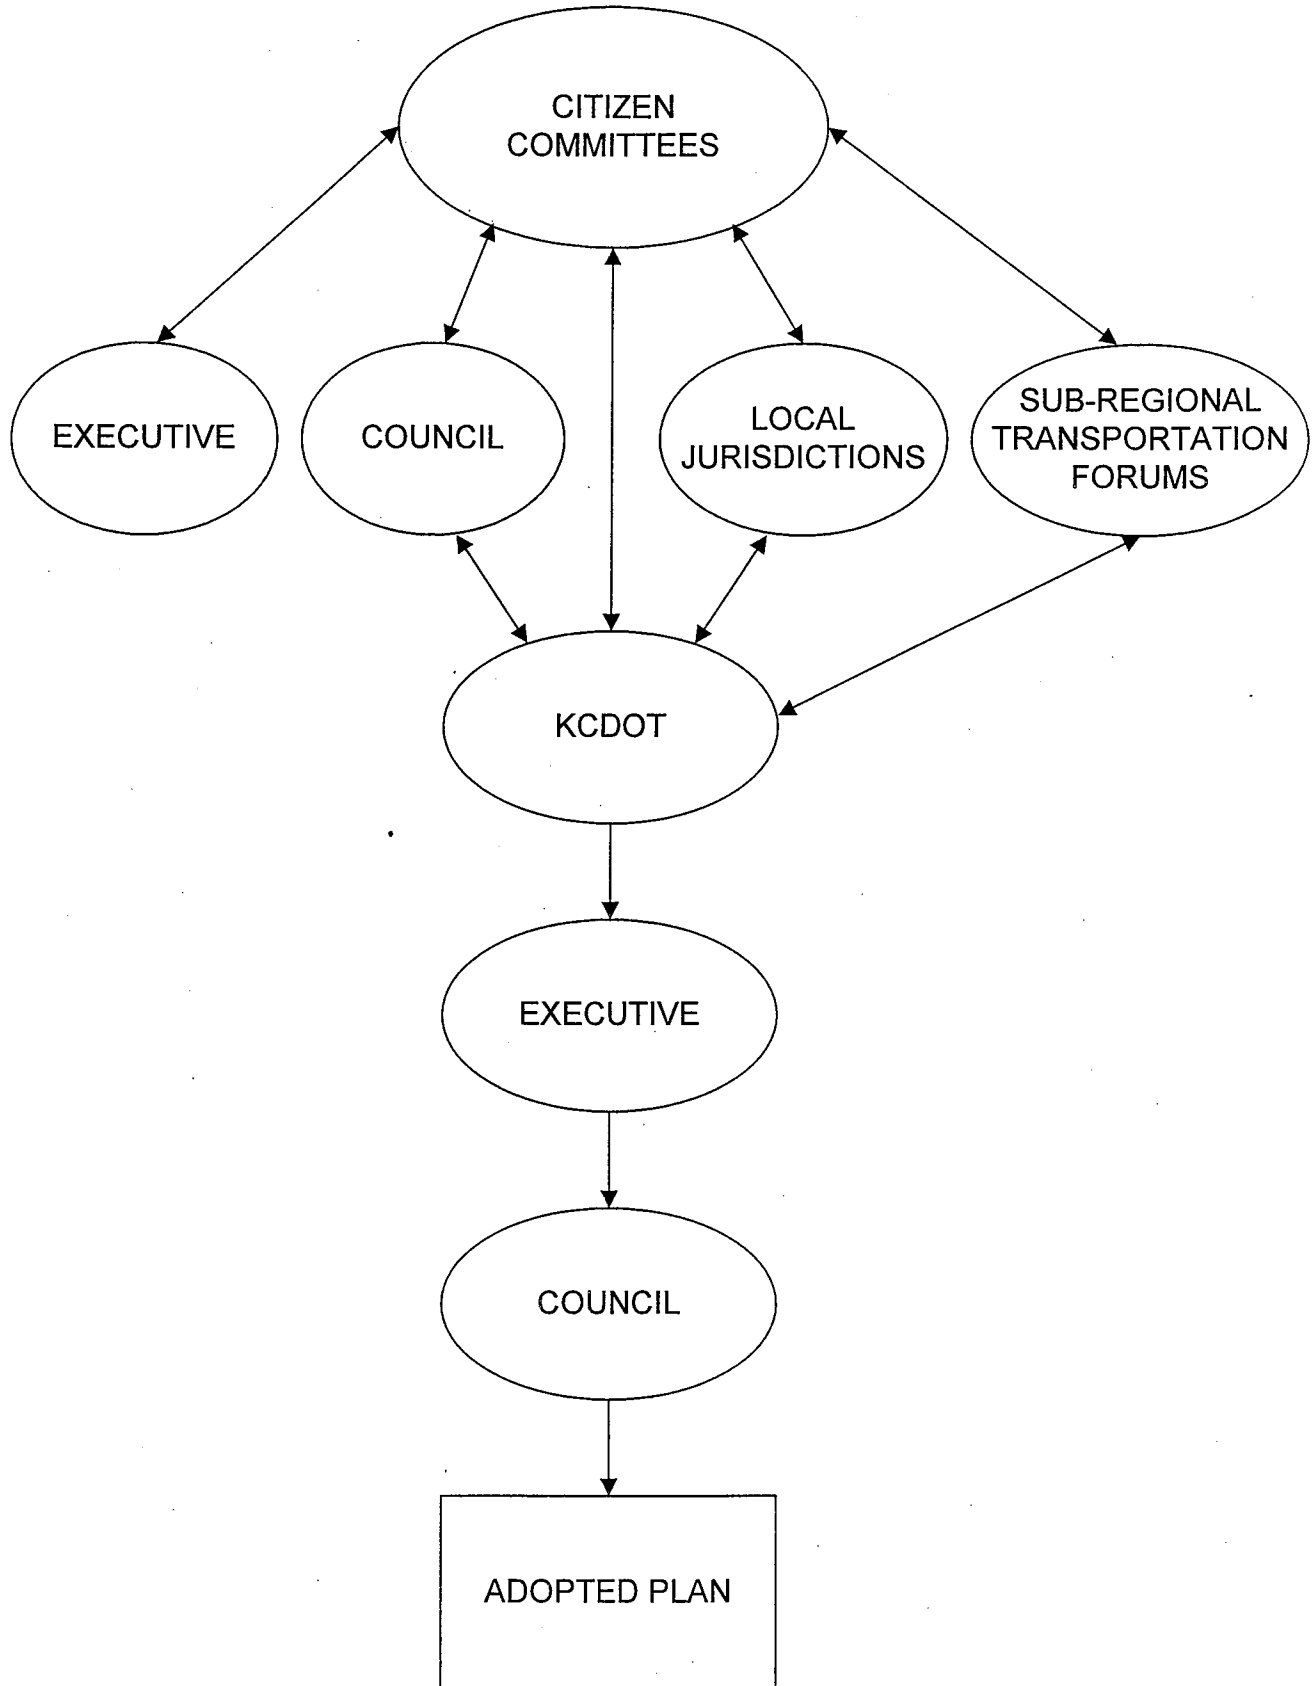 CITIZEN
COMMITTEES
EXECUTIVE
COUNCIL
LOCAL
JURISDICTIONS
SUB-REGIONAL
TRANSPORTATION
FORUMS
KCDOT
EXECUTIVE
COUNCIL
ADOPTED PLAN